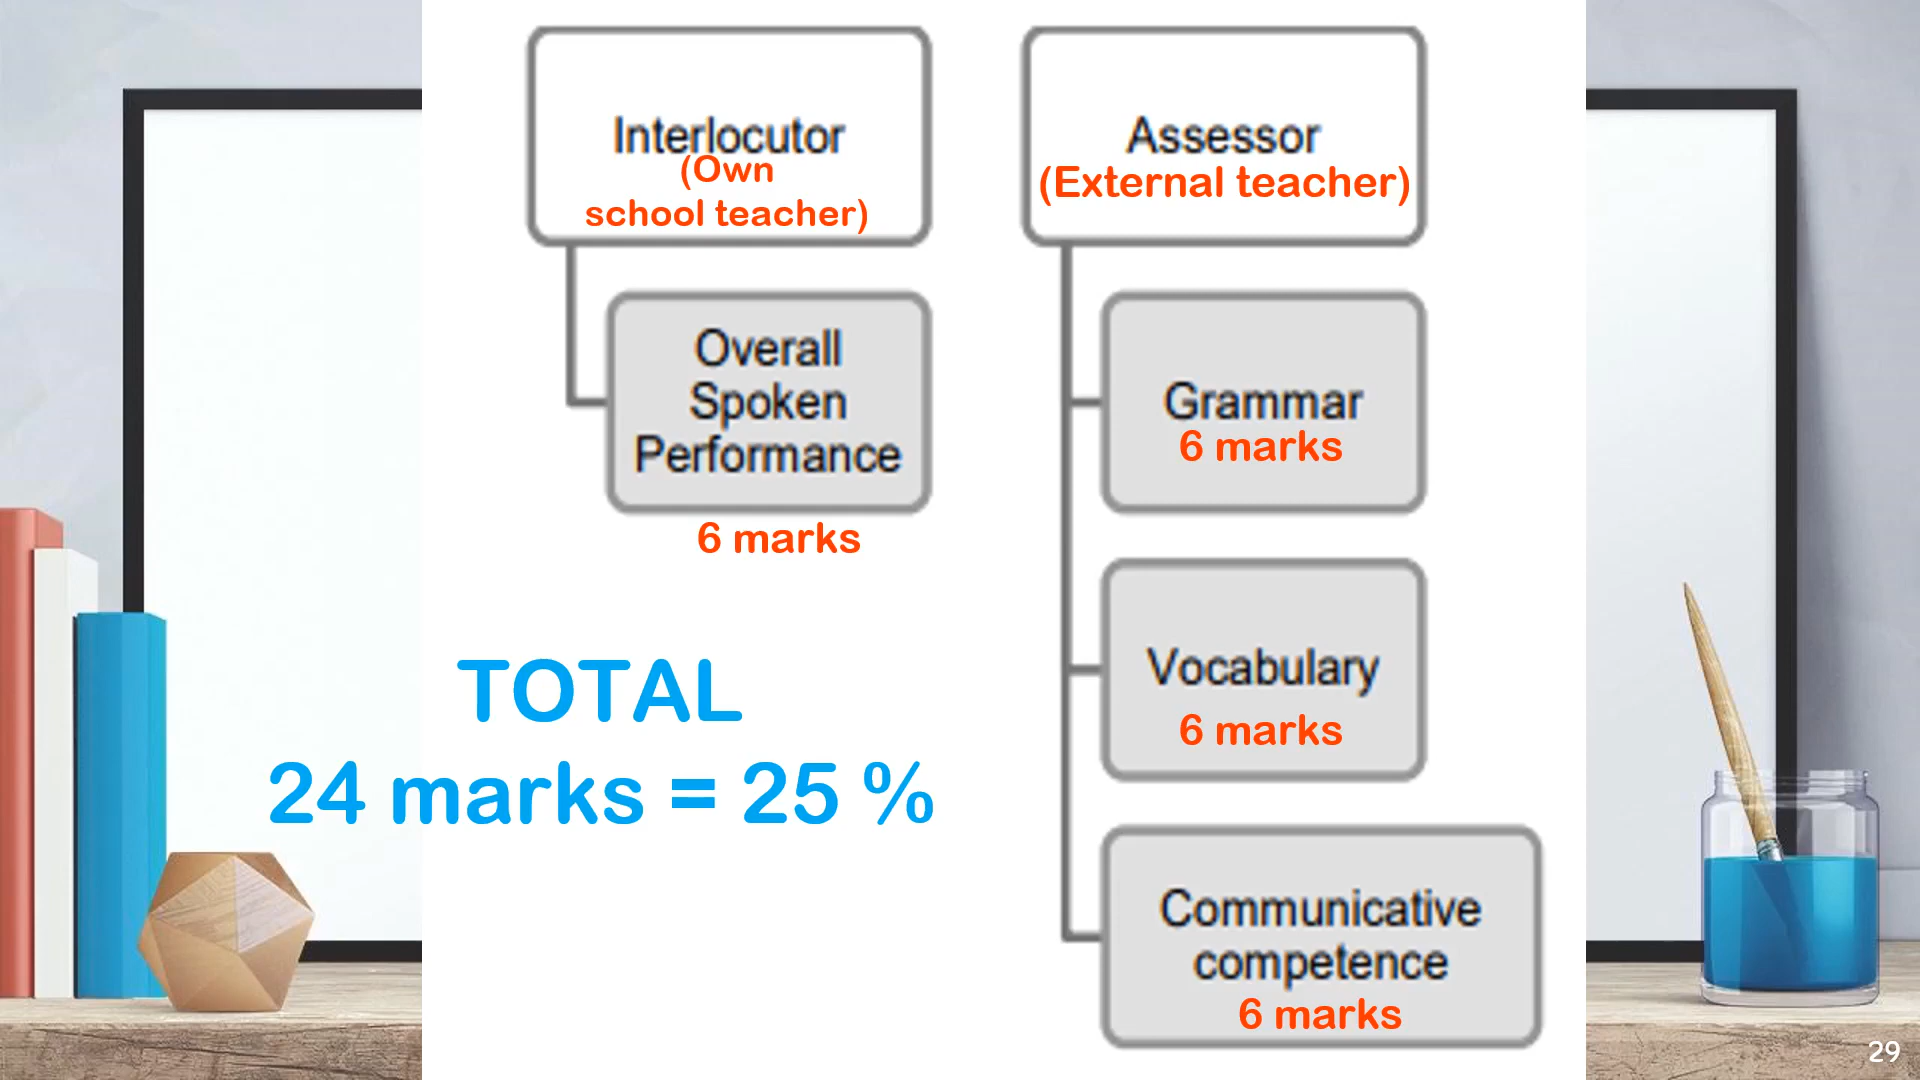 Interlocutor
(Own
school teacher)
Overall
Spoken
Performance
6 marks
TOTAL
24 marks = 25 %
Assessor
(External teacher)
Grammar
6 marks
Vocabulary
6 marks
Communicative
competence
6 marks
29